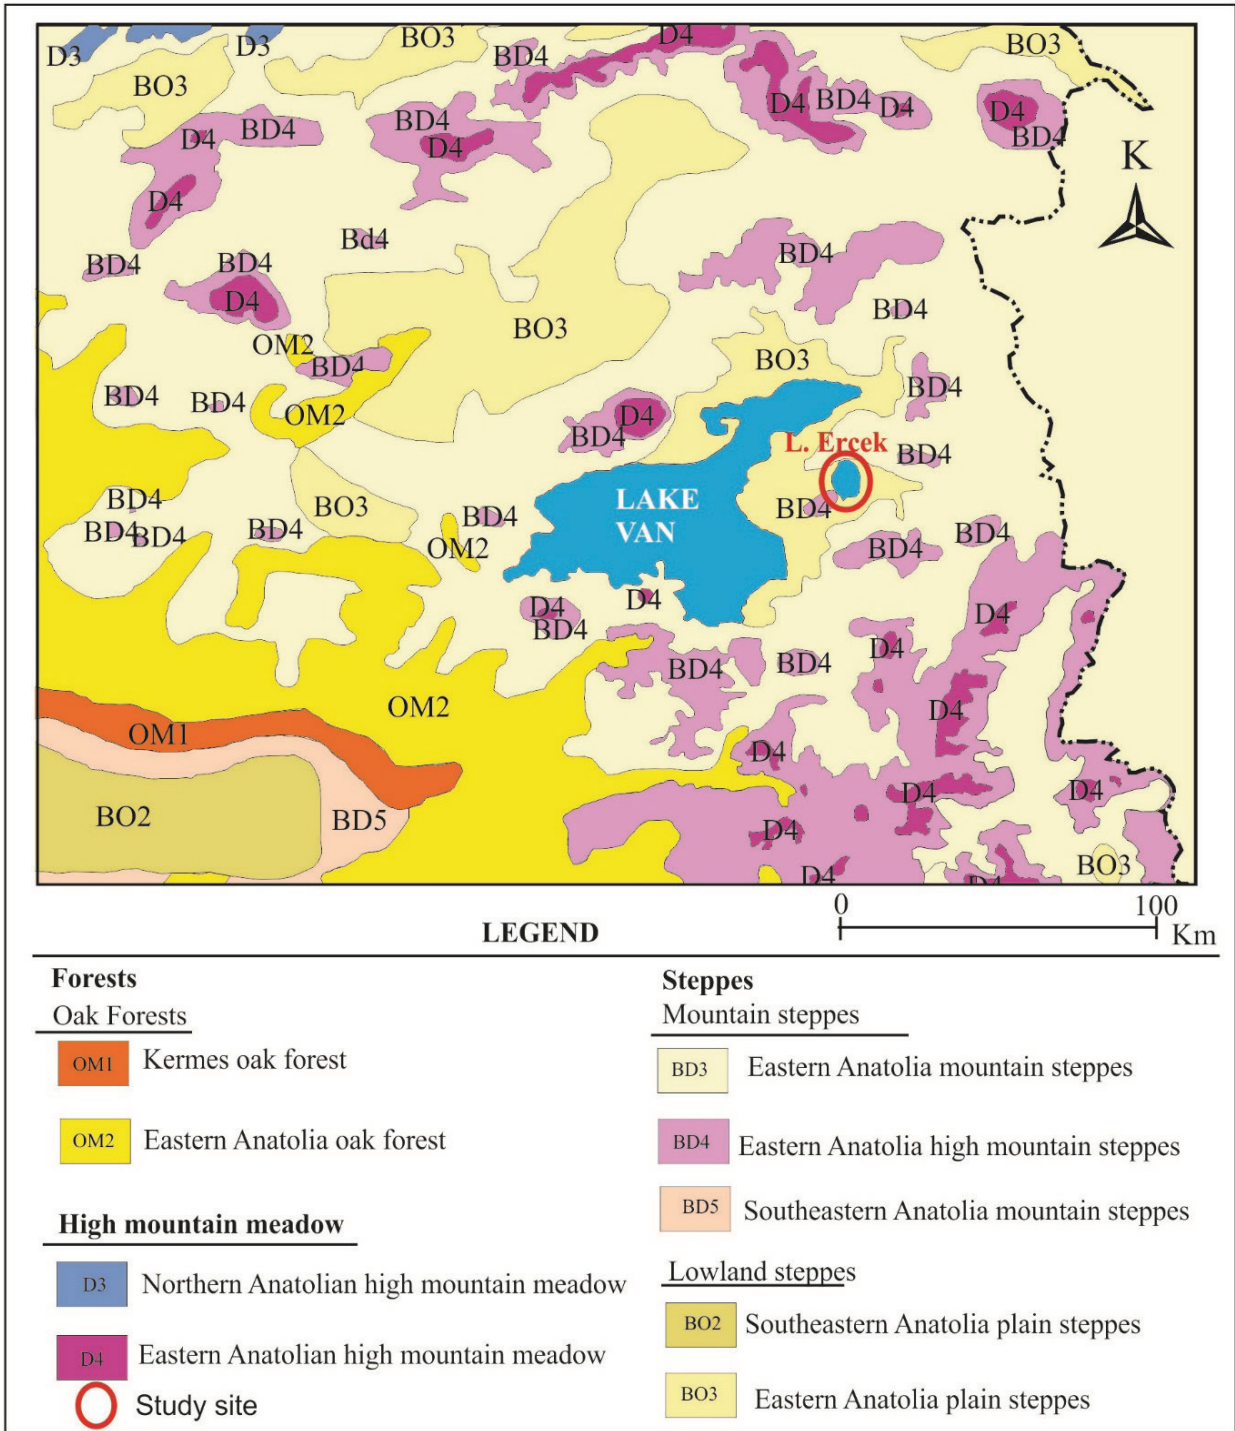 D3
D3
BO3
BD4
D4
BO3
BO3
D4
BD4
D4
BD4
D4
D4
BD4
D4
BD4
D4
BD4
K
D4
Bd4
BD4
BD4
BD4
D4
BD4
BO3
OM2
BD4
BO3
BD4
BD4
BD4
OM2
D4
BD4
L. Ercek
BD4
LAKE
VAN
BD4
BO3
BD4
BD4
BD4
BD4
BD4
OM2
BD4
BD4
D4
D4
BD4
D4
D4
BD4
BD4
OM2
D4
OM1
D4
BO2
BD5
D4
D4
D4
D4
BO3
D4
0
100
Km
LEGEND
Forests
Oak Forests
OM1 Kermes oak forest
OM2 Eastern Anatolia oak forest
High mountain meadow
D3 Northern Anatolian high mountain meadow
D4 Eastern Anatolian high mountain meadow
Study site
Steppes
Mountain steppes
BD3 Eastern Anatolia mountain steppes
BD4 Eastern Anatolia high mountain steppes
BD5 Southeastern Anatolia mountain steppes
Lowland steppes
BO2 Southeastern Anatolia plain steppes
BO3 Eastern Anatolia plain steppes